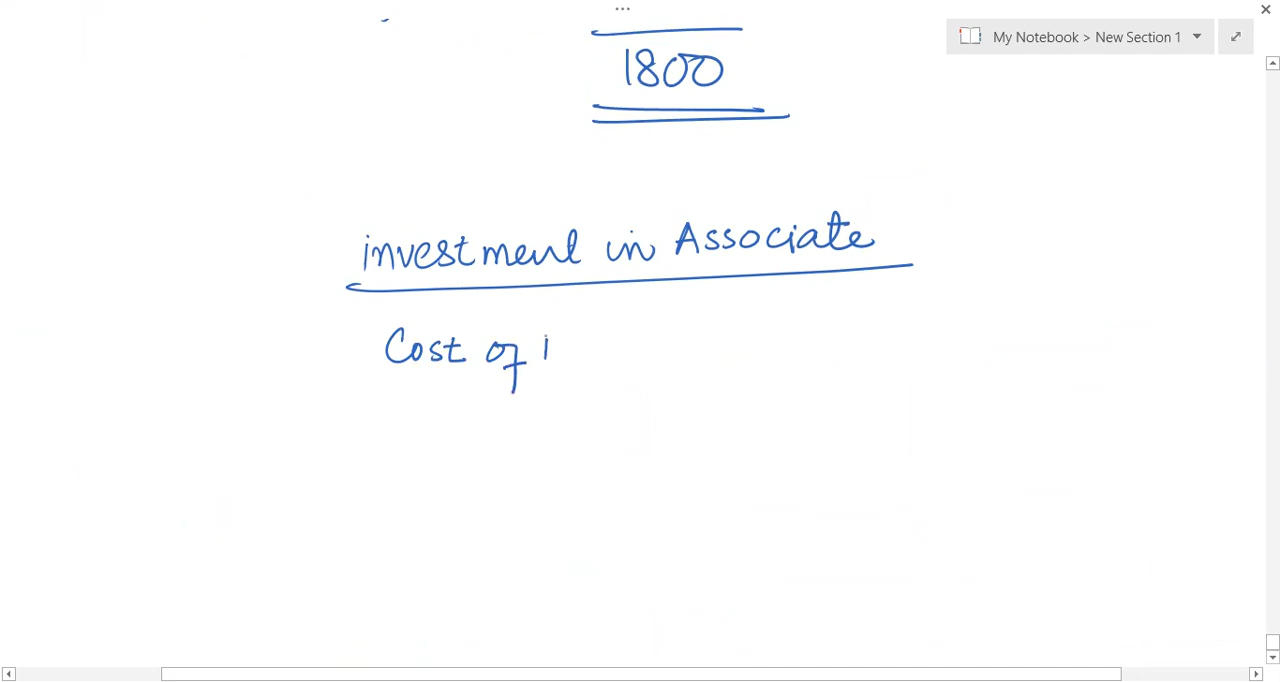 ...
My Notebook > New Section 1
1800
investment in Associate
Cost of I